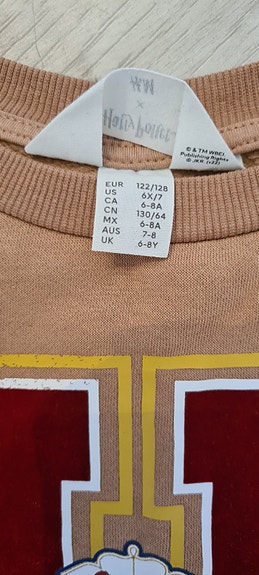 H&M
×
Harry Potter
© & TM WBEI.
Publishing Rights
© JKR. (s22)
EUR 122/128
US 6X/7
CA 6-8A
CN 130/64
MX 6-8A
AUS 7-8
UK 6-8Y
H